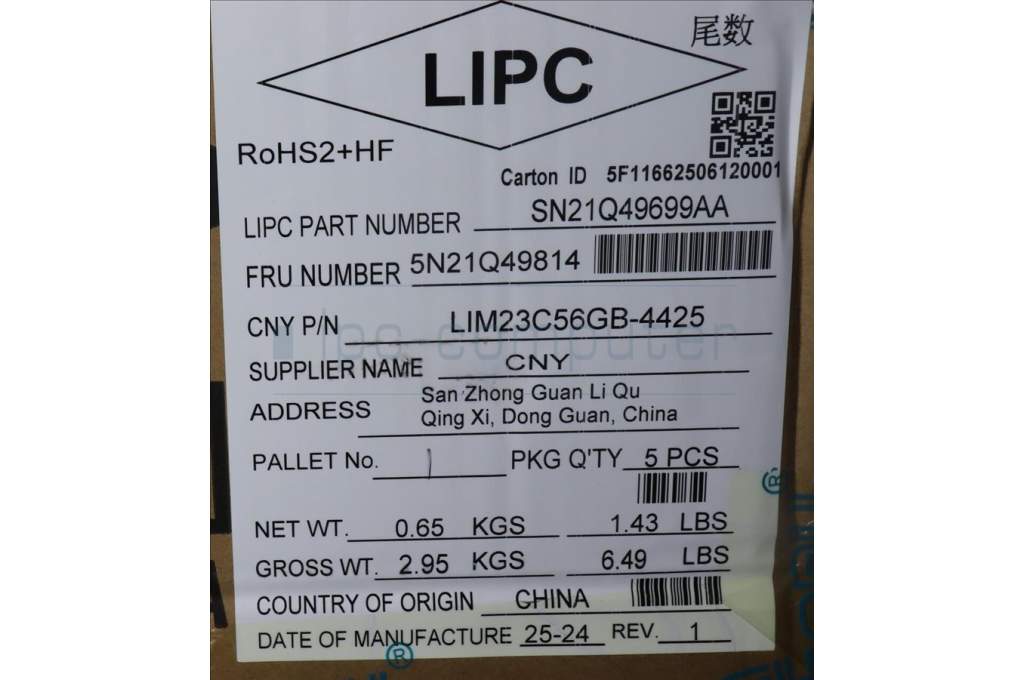 尾数
LIPC
RoHS2+HF
Carton ID 5F11662506120001
LIPC PART NUMBER SN21Q49699AA
FRU NUMBER 5N21Q49814
CNY P/N LIM23C56GB-4425
ipc-computer
SUPPLIER NAME CNY
ADDRESS San Zhong Guan Li Qu
Qing Xi, Dong Guan, China
PALLET No. 1 PKG Q'TY 5 PCS
NET WT. 0.65 KGS 1.43 LBS
GROSS WT. 2.95 KGS 6.49 LBS
COUNTRY OF ORIGIN CHINA
DATE OF MANUFACTURE 25-24 REV. 1